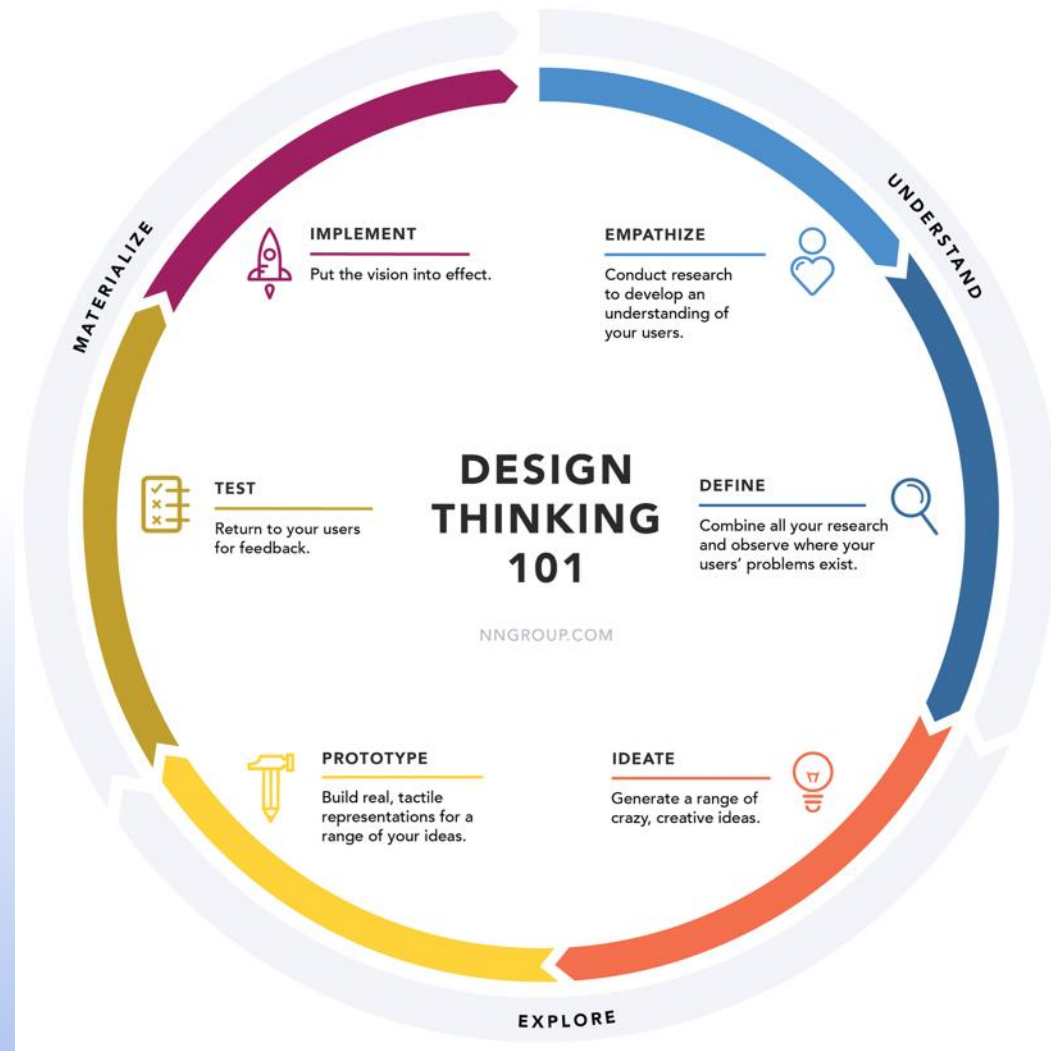 DESIGN
THINKING
101
NNGROUP.COM
UNDERSTAND
EMPATHIZE
Conduct research
to develop an
understanding of
your users.
DEFINE
Combine all your research
and observe where your
users' problems exist.
EXPLORE
IDEATE
Generate a range of
crazy, creative ideas.
PROTOTYPE
Build real, tactile
representations for a
range of your ideas.
MATERIALIZE
TEST
Return to your users
for feedback.
IMPLEMENT
Put the vision into effect.